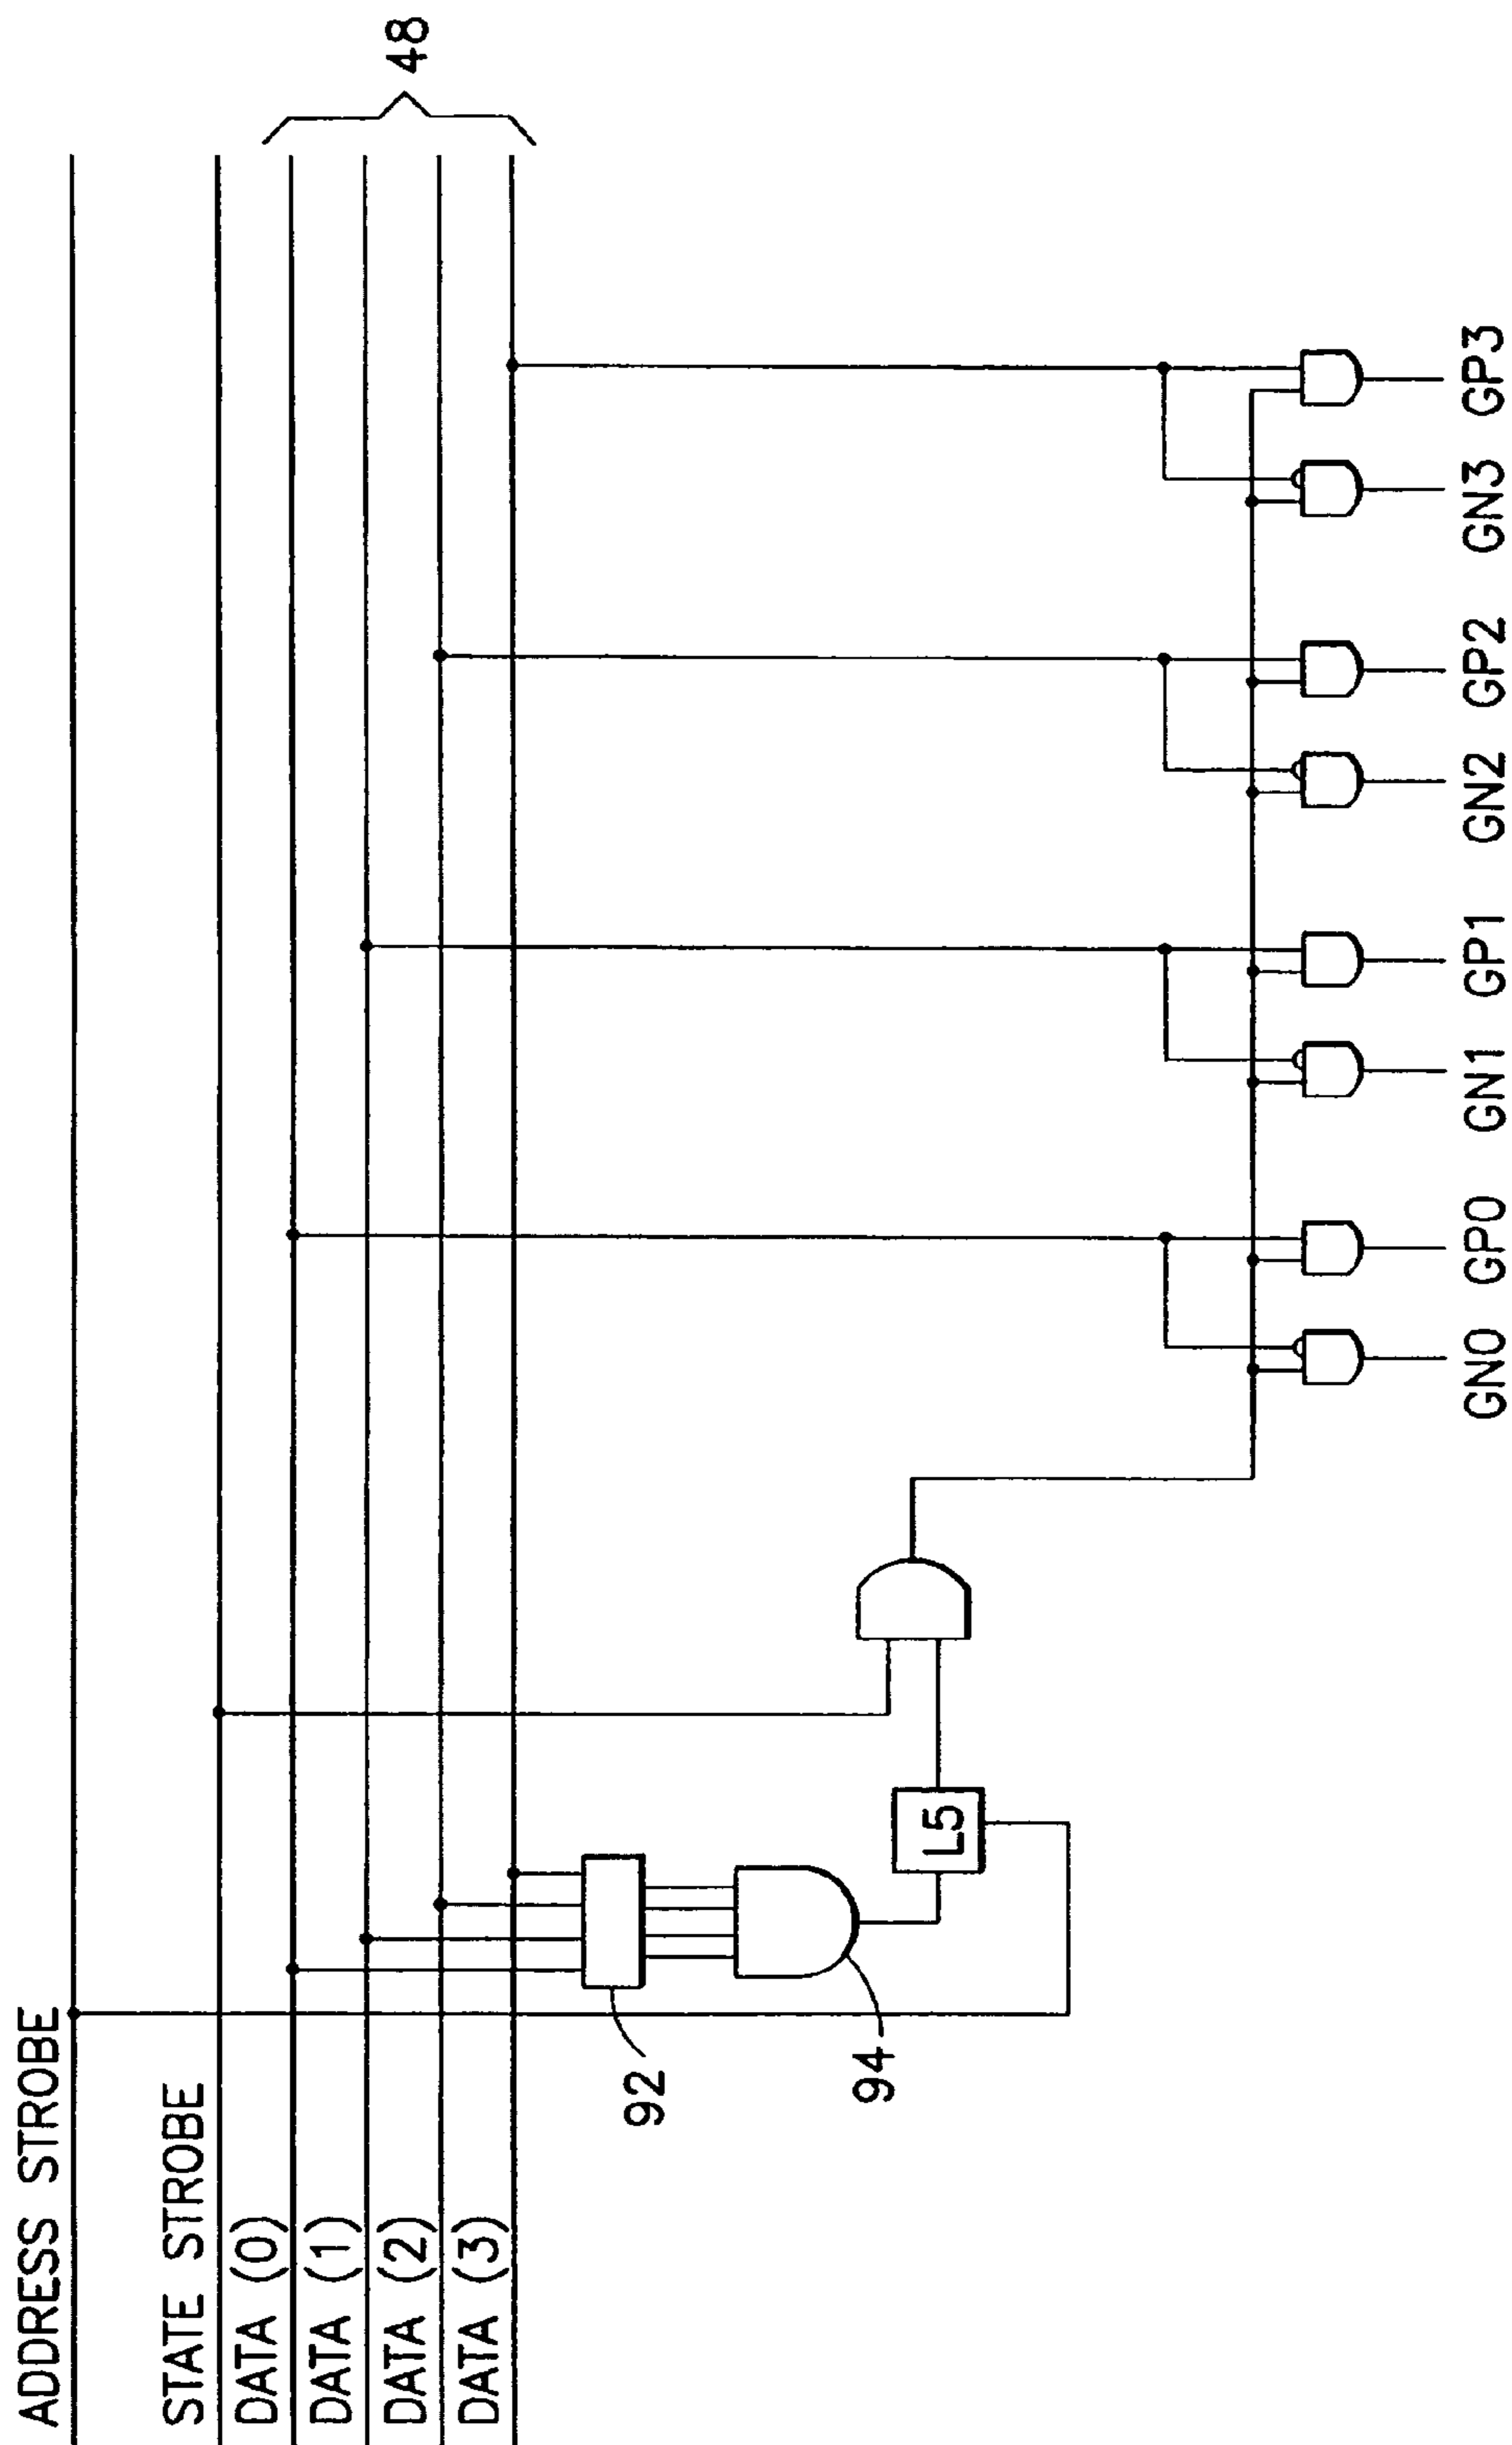 ADDRESS STROBE
STATE STROBE
DATA (0)
DATA (1)
DATA (2)
DATA (3)
48
92
94
L5
GN0 GP0 GN1 GP1 GN2 GP2 GN3 GP3